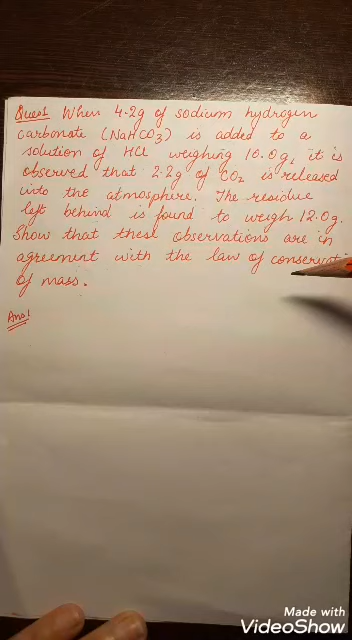 Ques1 When 4.2g of sodium hydrogen
carbonate (NaHCO3) is added to a
solution of HCl weighing 10.0g, it is
observed that 2.2g of CO2 is released
into the atmosphere. The residue
left behind is found to weigh 12.0g.
Show that these observations are in
agreement with the law of conservati
of mass.
Ans1
Made with
VideoShow